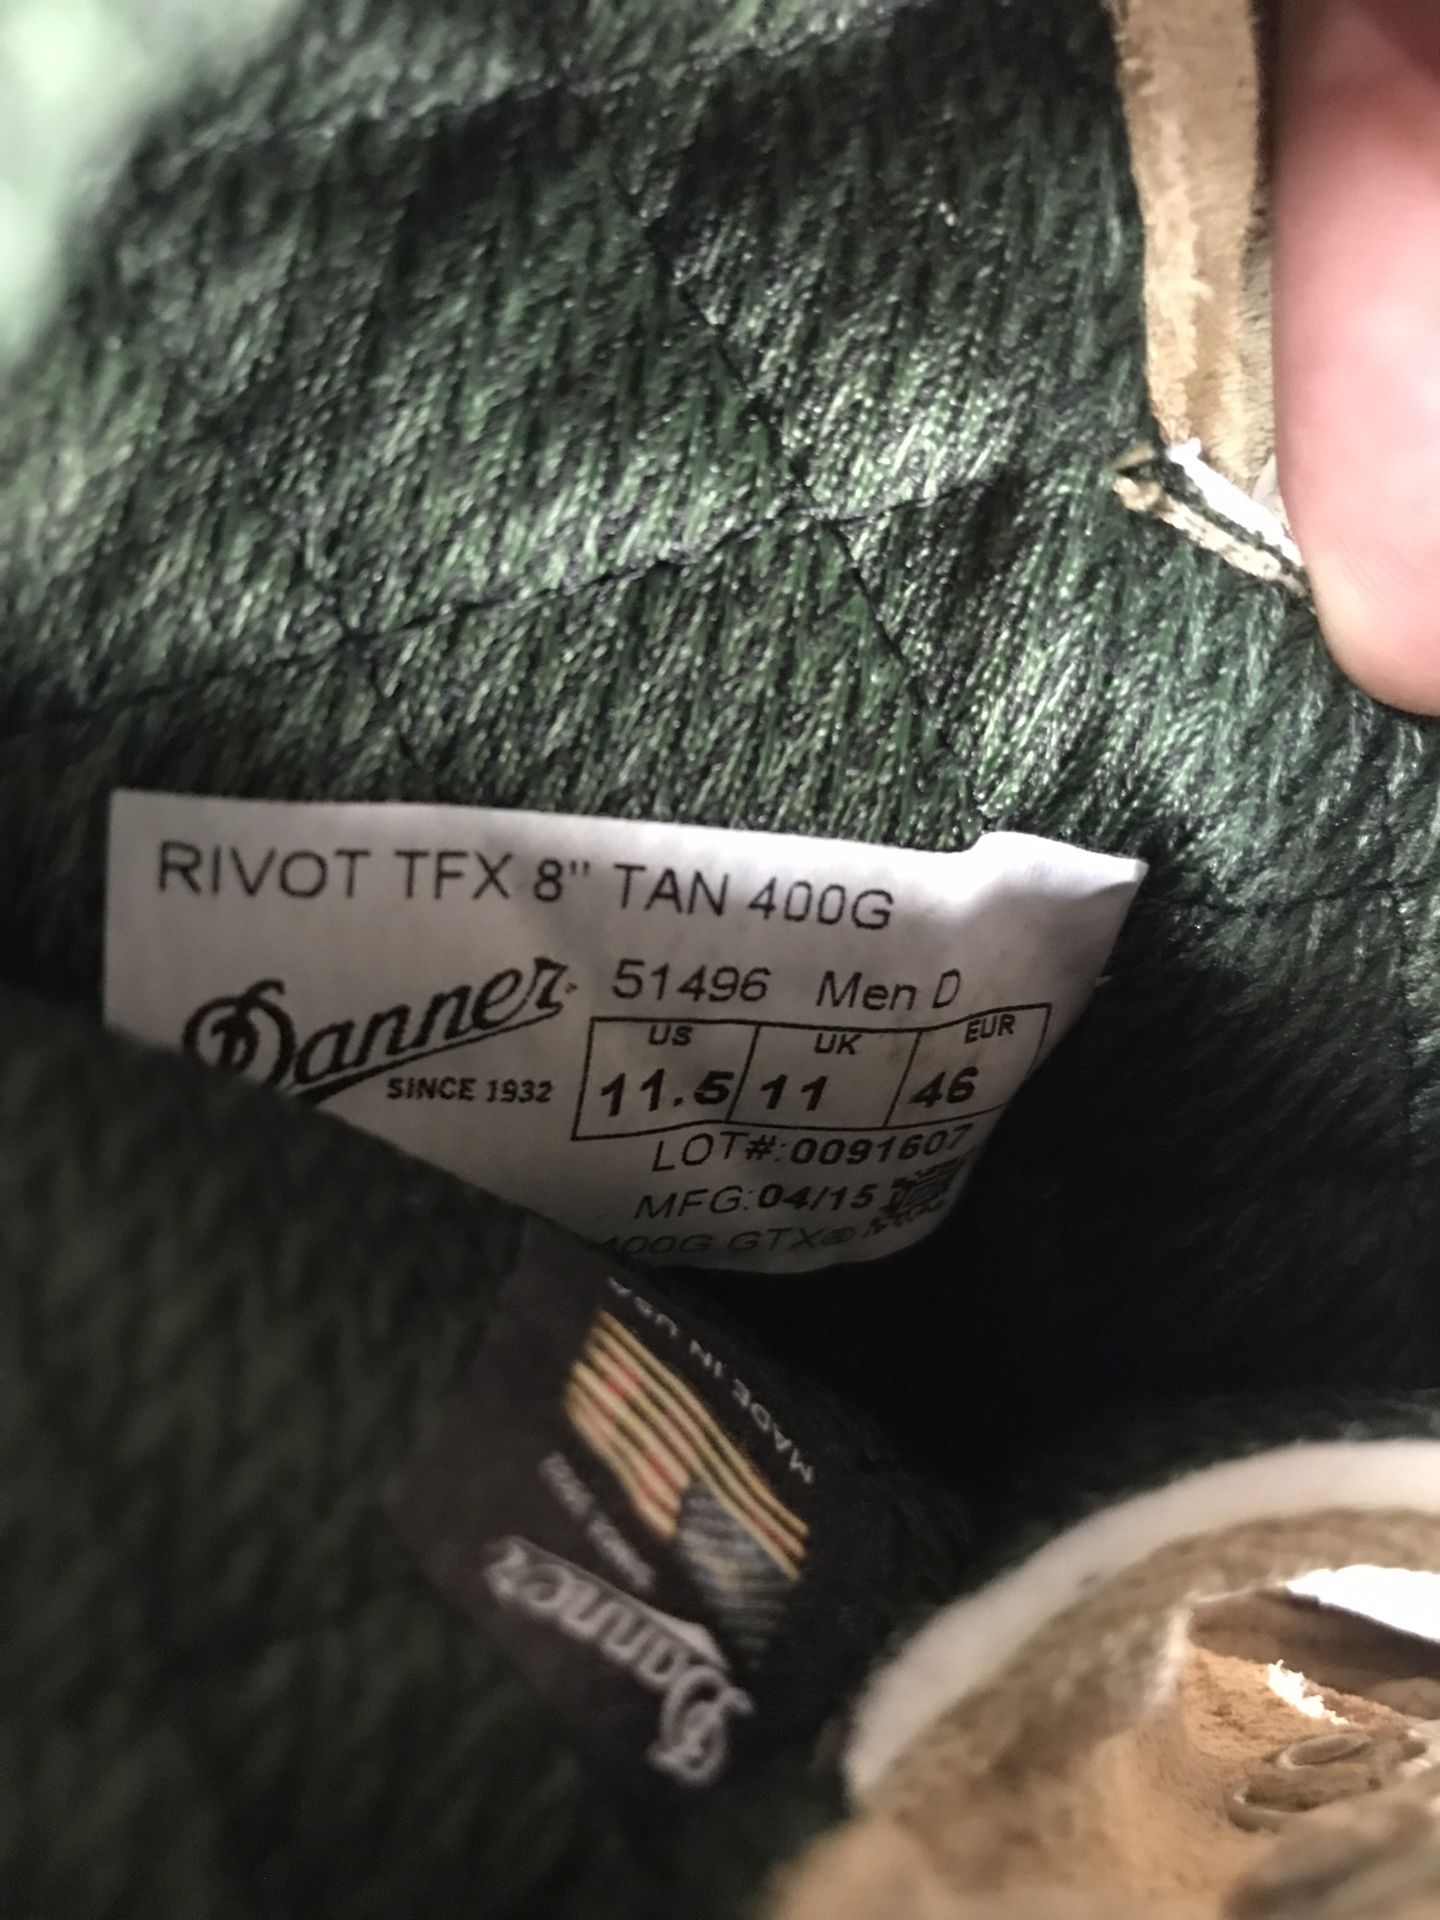 RIVOT TFX 8" TAN 400G
Danner 51496 Men D
SINCE 1932
US UK EUR
11.5 11 46
LOT#:0091607
MFG:04/15
400G GTX®
MADE IN USA
Danner